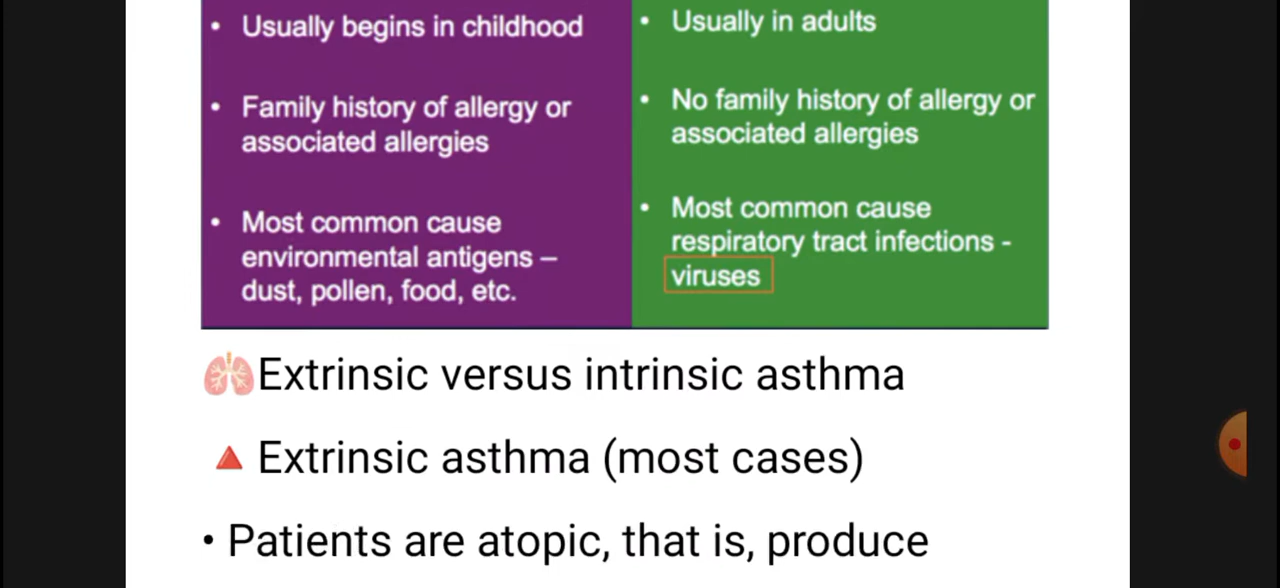 • Usually begins in childhood
• Family history of allergy or
associated allergies
• Most common cause
environmental antigens –
dust, pollen, food, etc.
• Usually in adults
• No family history of allergy or
associated allergies
• Most common cause
respiratory tract infections -
viruses
🫁Extrinsic versus intrinsic asthma
🔺Extrinsic asthma (most cases)
• Patients are atopic, that is, produce